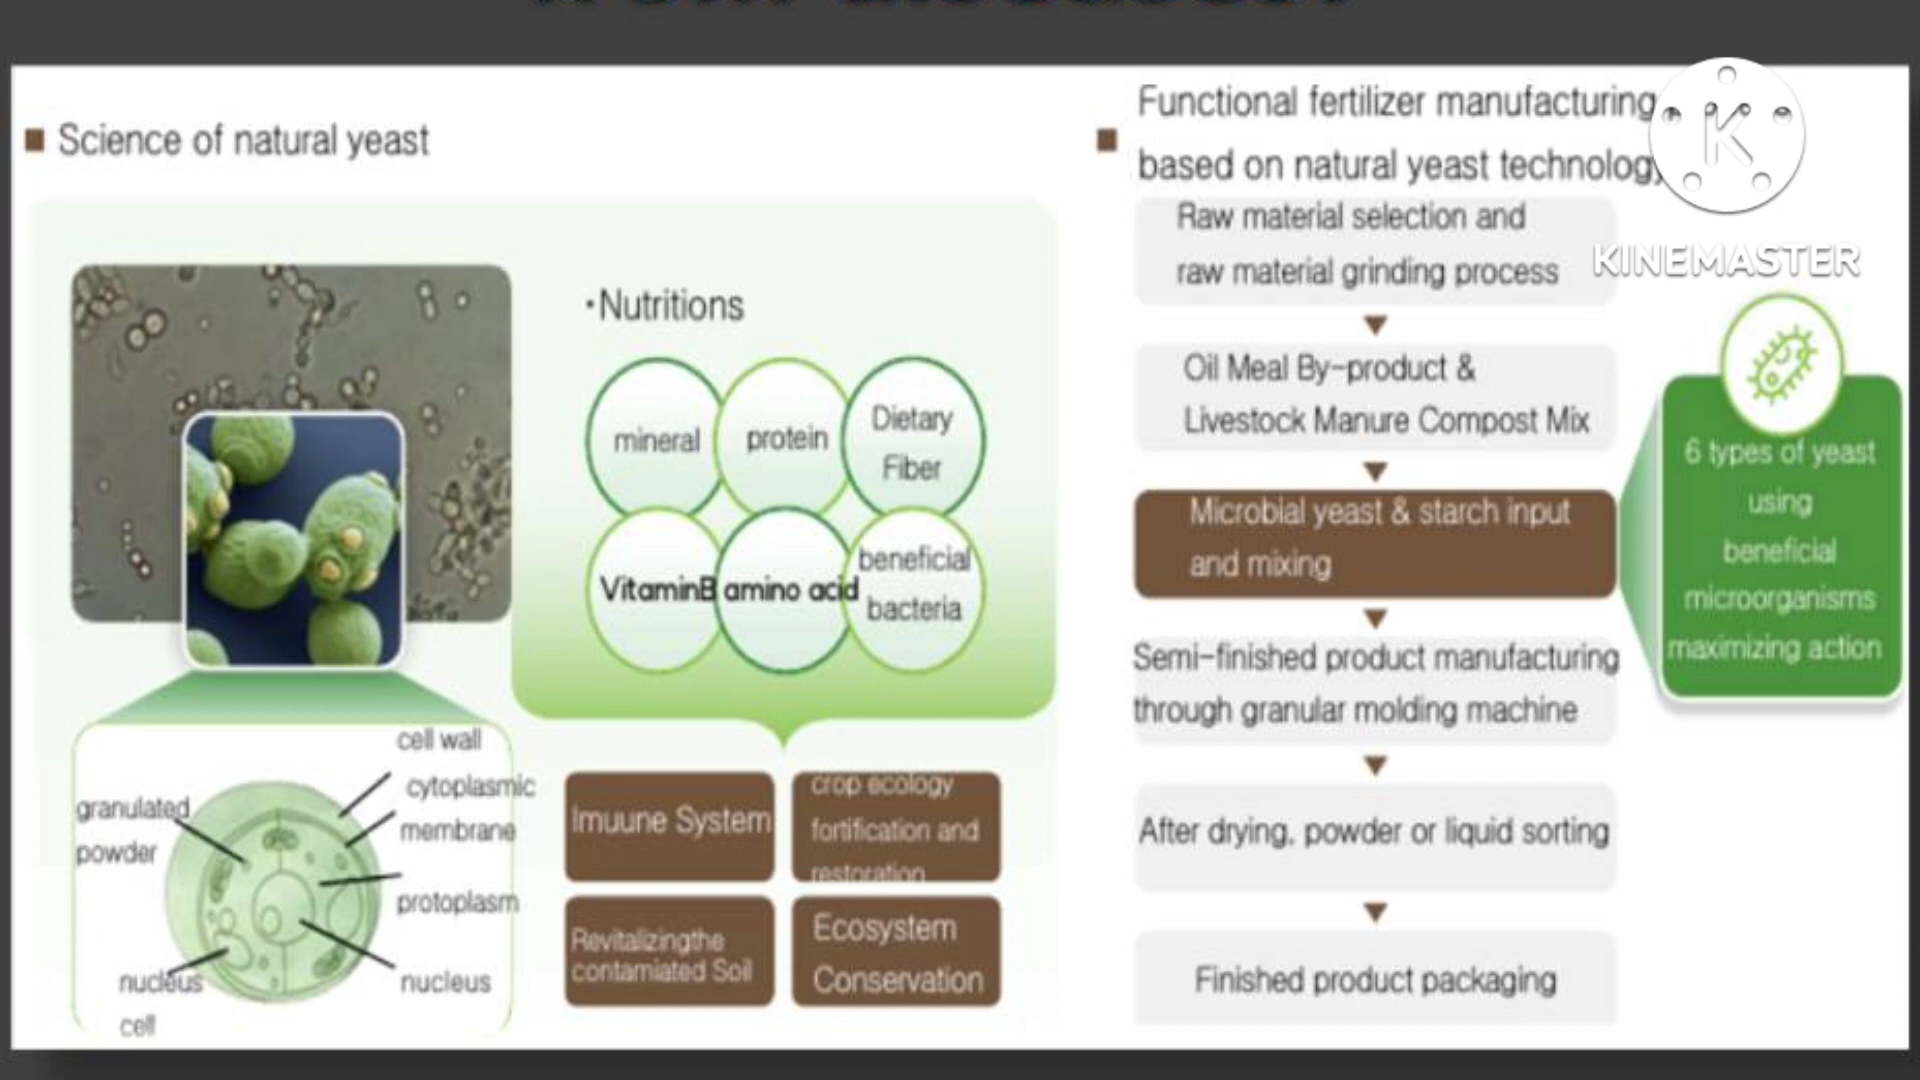 Science of natural yeast
·Nutritions
mineral
protein
Dietary
Fiber
VitaminB
amino acid
beneficial
bacteria
cell wall
cytoplasmic
membrane
granulated
powder
protoplasm
nucleus
cell
nucleus
Imuune System
crop ecology
fortification and
restoration
Revitalizingthe
contamiated Soil
Ecosystem
Conservation
Functional fertilizer manufacturing
based on natural yeast technology
Raw material selection and
raw material grinding process
Oil Meal By-product &
Livestock Manure Compost Mix
Microbial yeast & starch input
and mixing
Semi-finished product manufacturing
through granular molding machine
After drying, powder or liquid sorting
Finished product packaging
6 types of yeast
using
beneficial
microorganisms
maximizing action
K
KINEMASTER